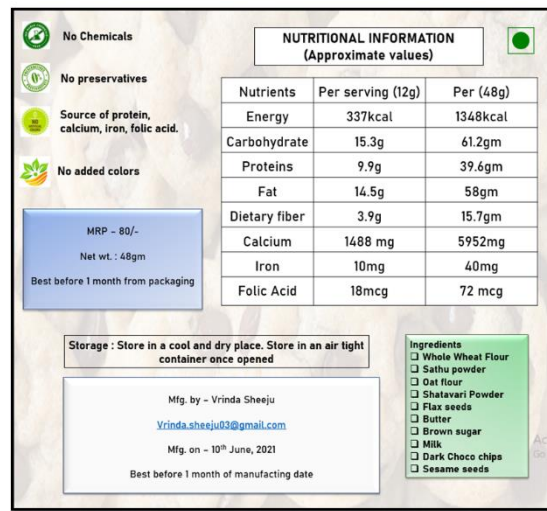 No Chemicals
No preservatives
Source of protein,
calcium, iron, folic acid.
No added colors
MRP – 80/-
Net wt. : 48gm
Best before 1 month from packaging
NUTRITIONAL INFORMATION
(Approximate values)
Nutrients Per serving (12g) Per (48g)
Energy 337kcal 1348kcal
Carbohydrate 15.3g 61.2gm
Proteins 9.9g 39.6gm
Fat 14.5g 58gm
Dietary fiber 3.9g 15.7gm
Calcium 1488 mg 5952mg
Iron 10mg 40mg
Folic Acid 18mcg 72 mcg
Storage : Store in a cool and dry place. Store in an air tight
container once opened
Mfg. by – Vrinda Sheeju
Vrinda.sheeju03@gmail.com
Mfg. on – 10th June, 2021
Best before 1 month of manufacting date
Ingredients
Whole Wheat Flour
Sathu powder
Oat flour
Shatavari Powder
Flax seeds
Butter
Brown sugar
Milk
Dark Choco chips
Sesame seeds